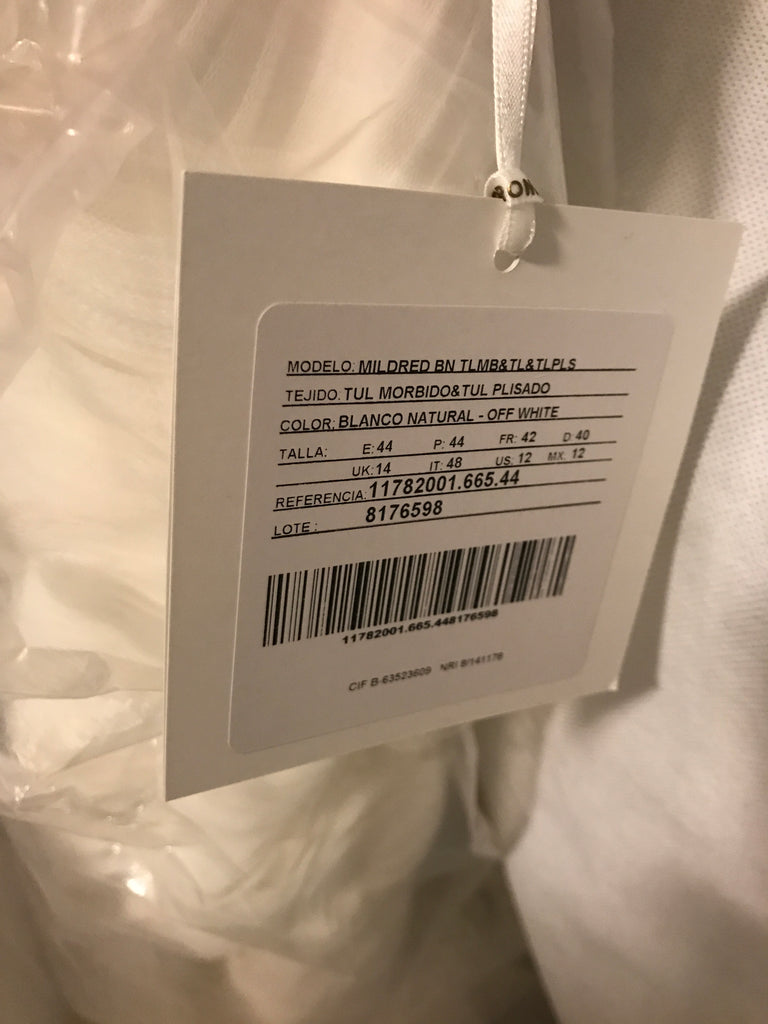 ROM
MODELO: MILDRED BN TLMB&TL&TLPLS
TEJIDO: TUL MORBIDO&TUL PLISADO
COLOR: BLANCO NATURAL - OFF WHITE
TALLA: E: 44 P: 44 FR: 42 D 40
UK: 14 IT: 48 US: 12 MX: 12
REFERENCIA: 11782001.665.44
LOTE : 8176598
11782001.665.448176598
CIF B-63523609 NRI 8/141178